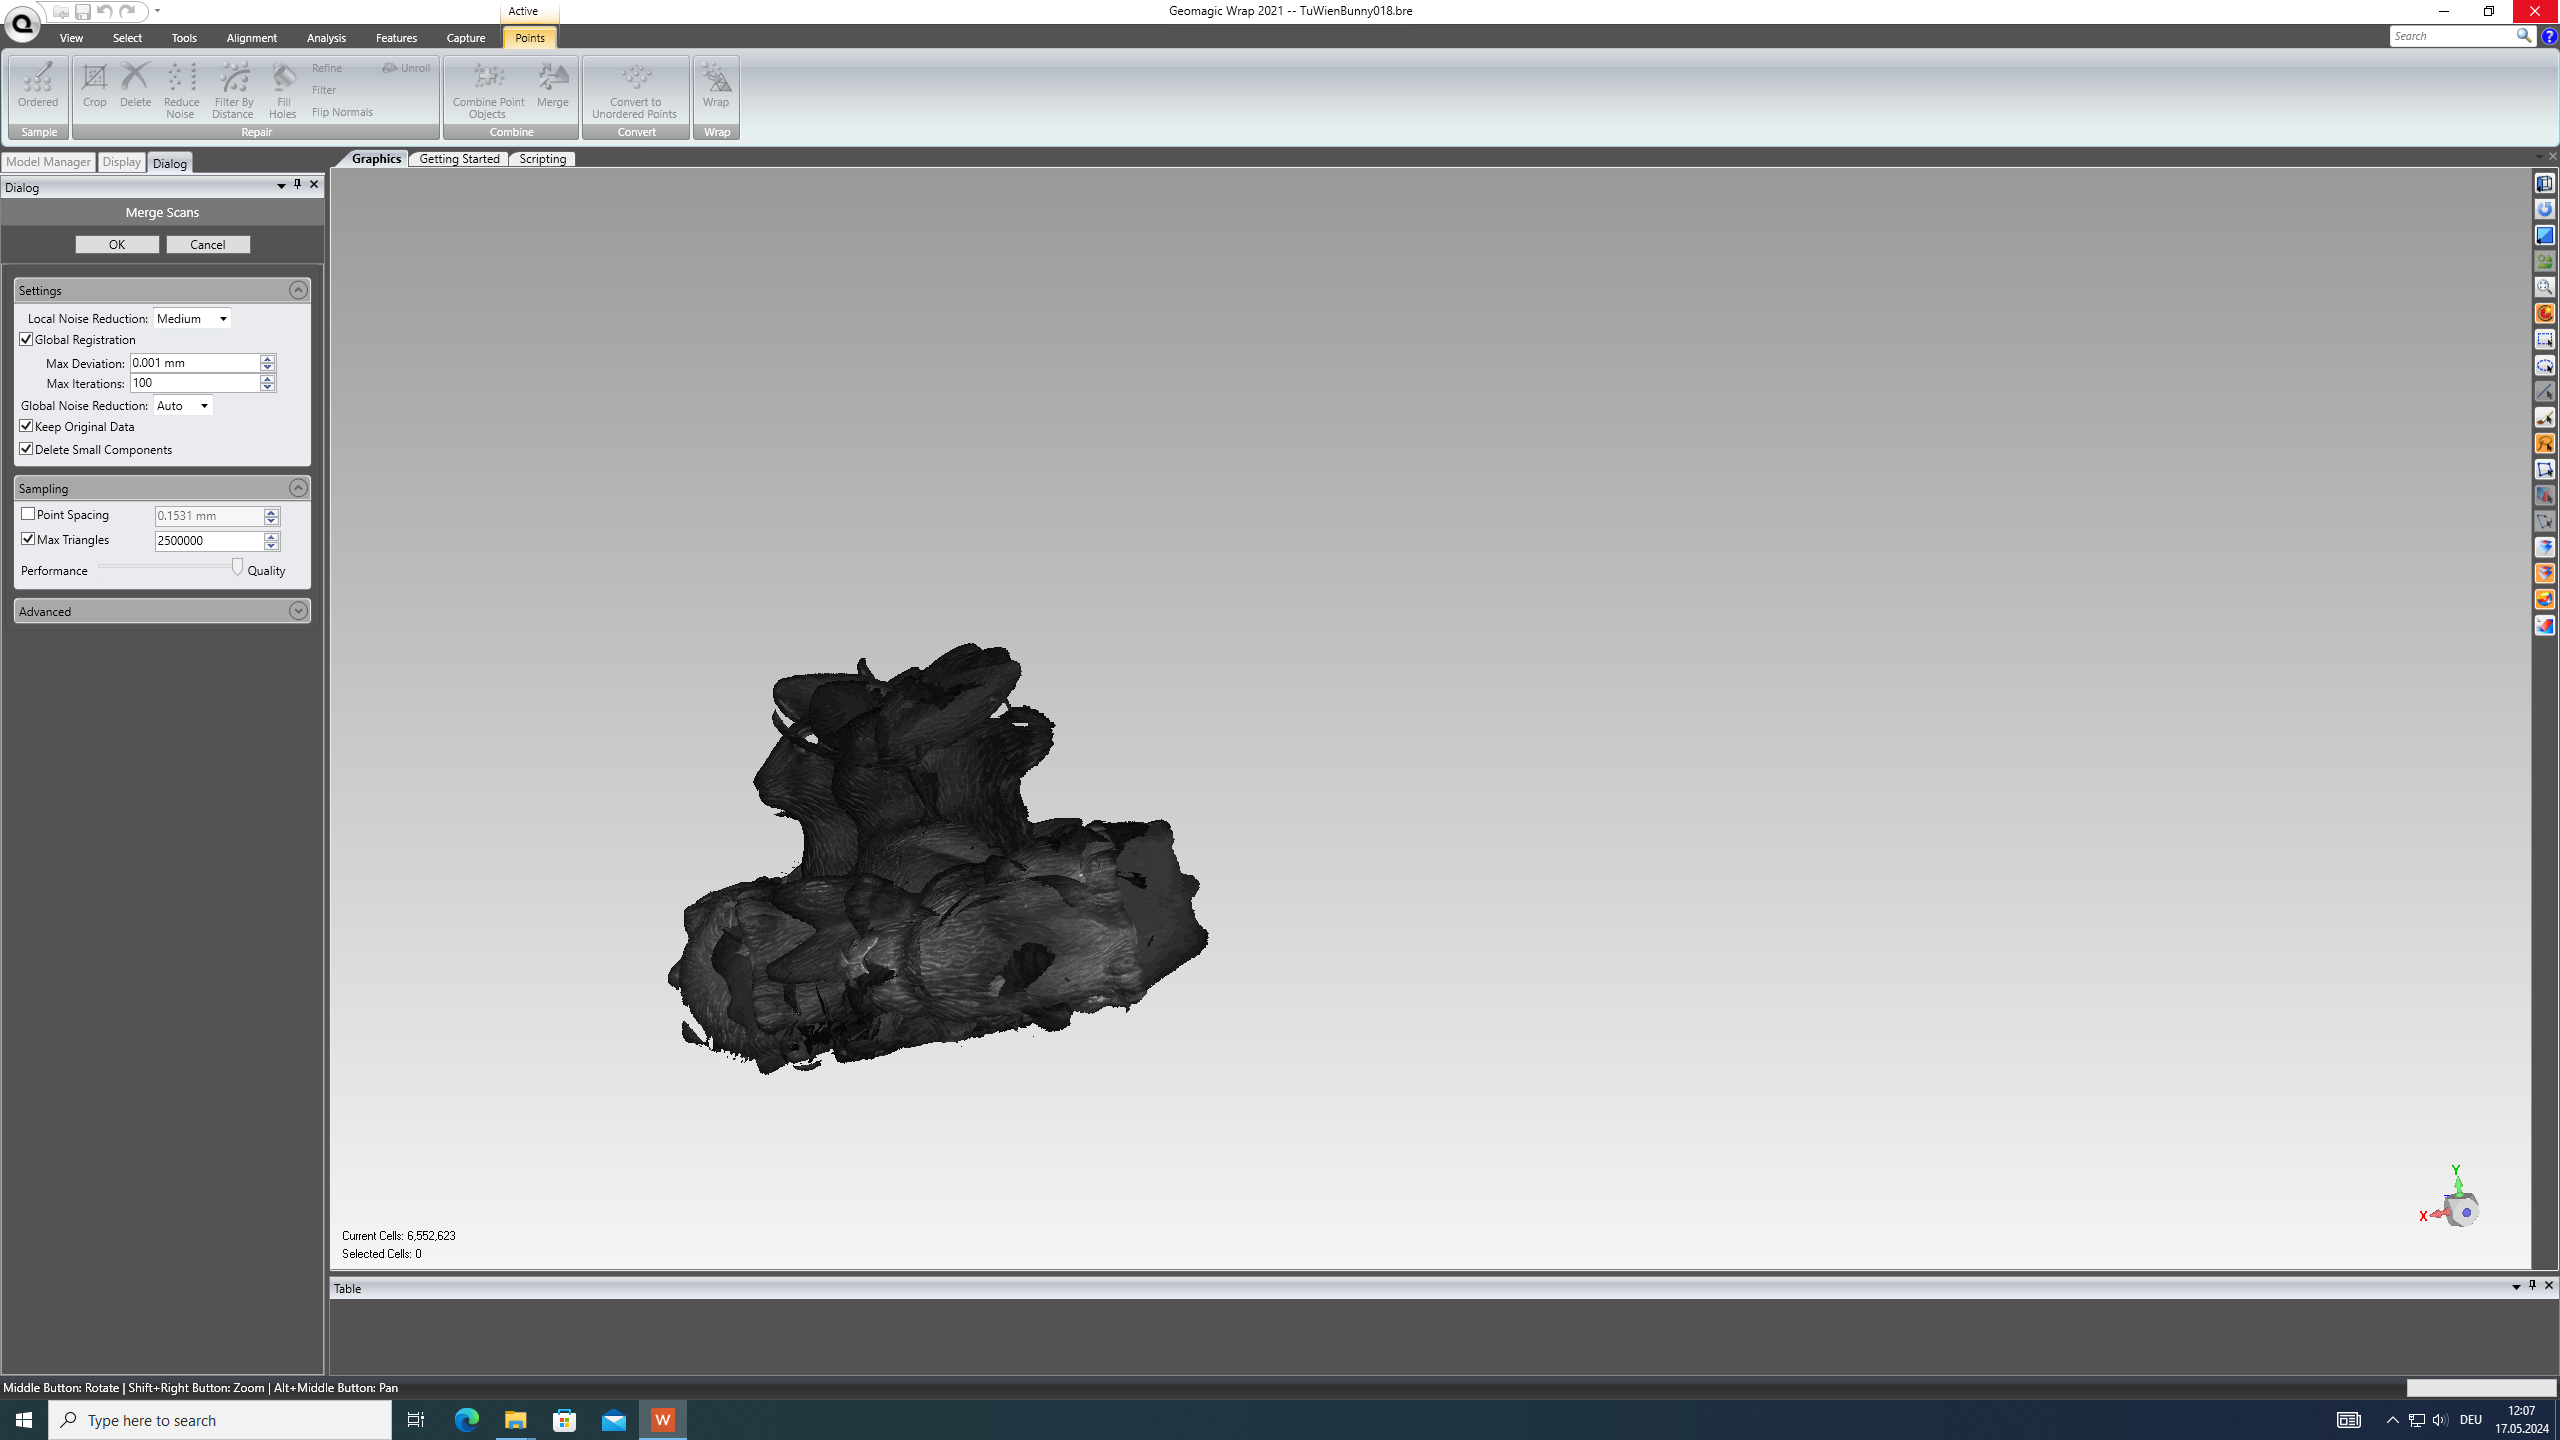 Active
Geomagic Wrap 2021 -- TuWienBunny018.bre
View Select Tools Alignment Analysis Features Capture Points
Search
Ordered
Crop
Delete
Reduce Noise
Filter By Distance
Fill Holes
Refine
Filter
Flip Normals
Unroll
Combine Point Objects
Merge
Convert to Unordered Points
Wrap
Sample Repair Combine Convert Wrap
Model Manager Display Dialog
Graphics Getting Started Scripting
Dialog
Merge Scans
OK Cancel
Settings
Local Noise Reduction: Medium
Global Registration
Max Deviation: 0.001 mm
Max Iterations: 100
Global Noise Reduction: Auto
Keep Original Data
Delete Small Components
Sampling
Point Spacing 0.1531 mm
Max Triangles 2500000
Performance Quality
Advanced
Y
X
Current Cells: 6,552,623
Selected Cells: 0
Table
Middle Button: Rotate | Shift+Right Button: Zoom | Alt+Middle Button: Pan
Type here to search
W
DEU
12:07
17.05.2024